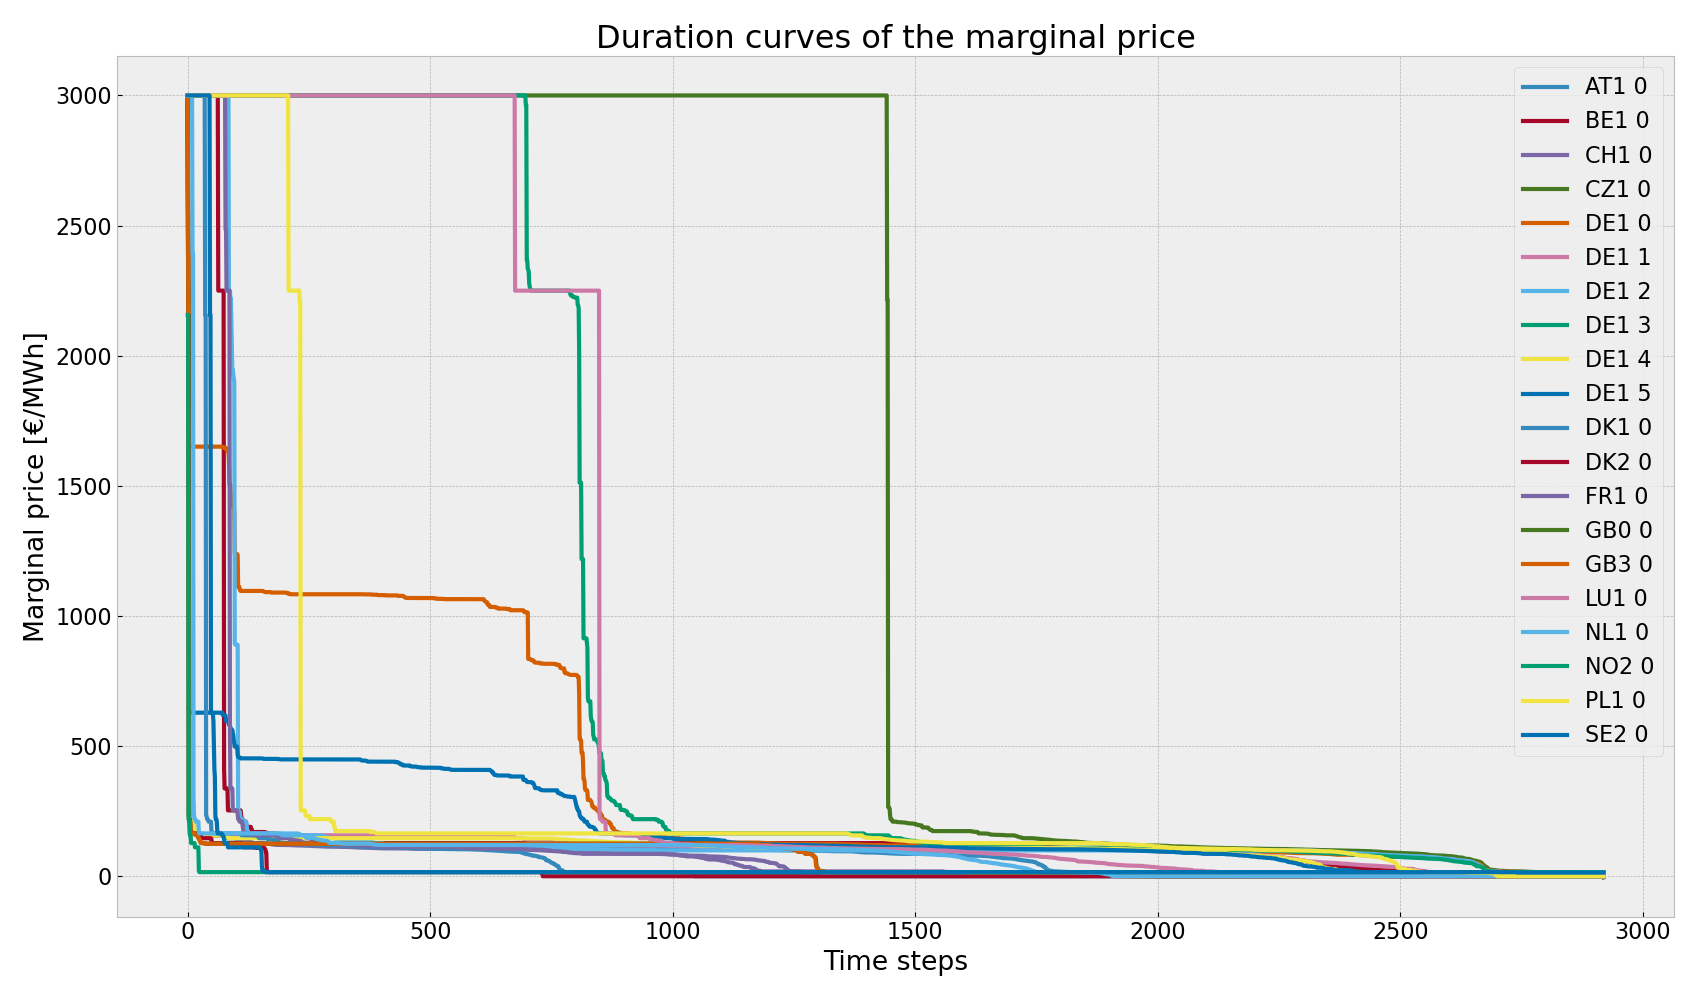 Duration curves of the marginal price
Marginal price [€/MWh]
3000
2500
2000
1500
1000
500
0
0
500
1000
1500
2000
2500
3000
Time steps
AT1 0
BE1 0
CH1 0
CZ1 0
DE1 0
DE1 1
DE1 2
DE1 3
DE1 4
DE1 5
DK1 0
DK2 0
FR1 0
GB0 0
GB3 0
LU1 0
NL1 0
NO2 0
PL1 0
SE2 0